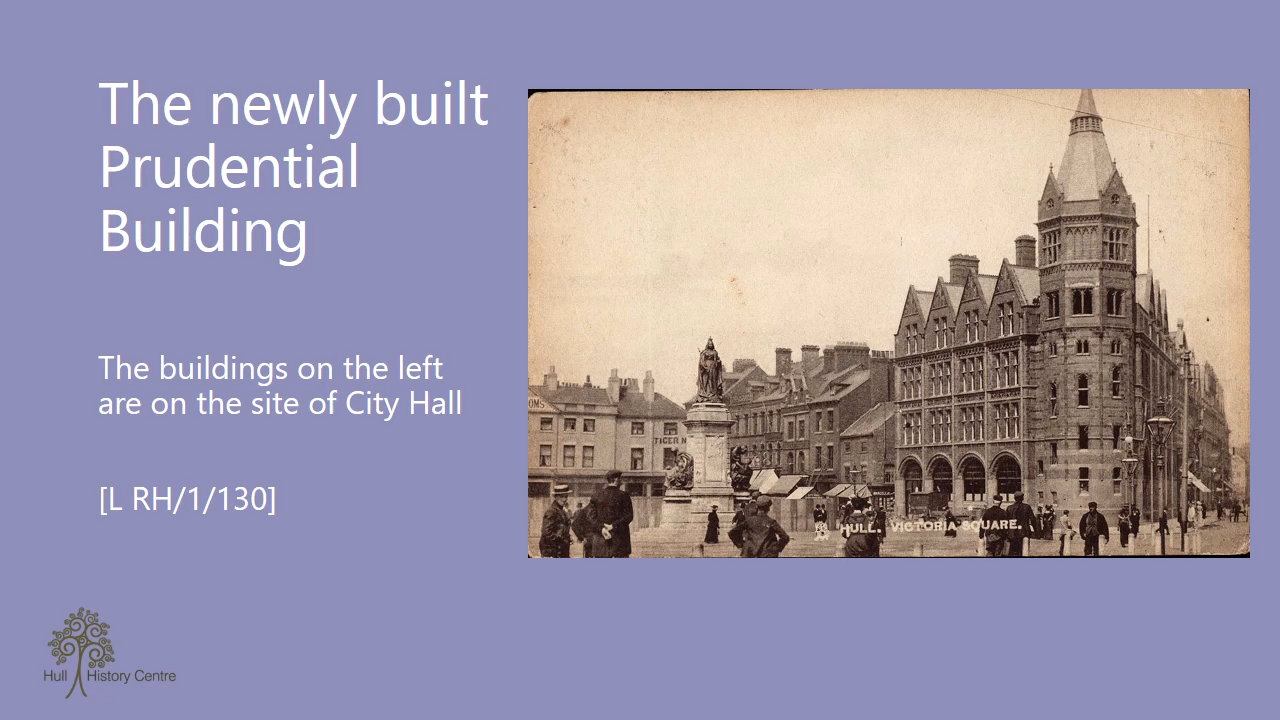 The newly built
Prudential
Building
The buildings on the left
are on the site of City Hall
[L RH/1/130]
OMS
TIGER
HULL. VICTORIA SQUARE.
Hull History Centre